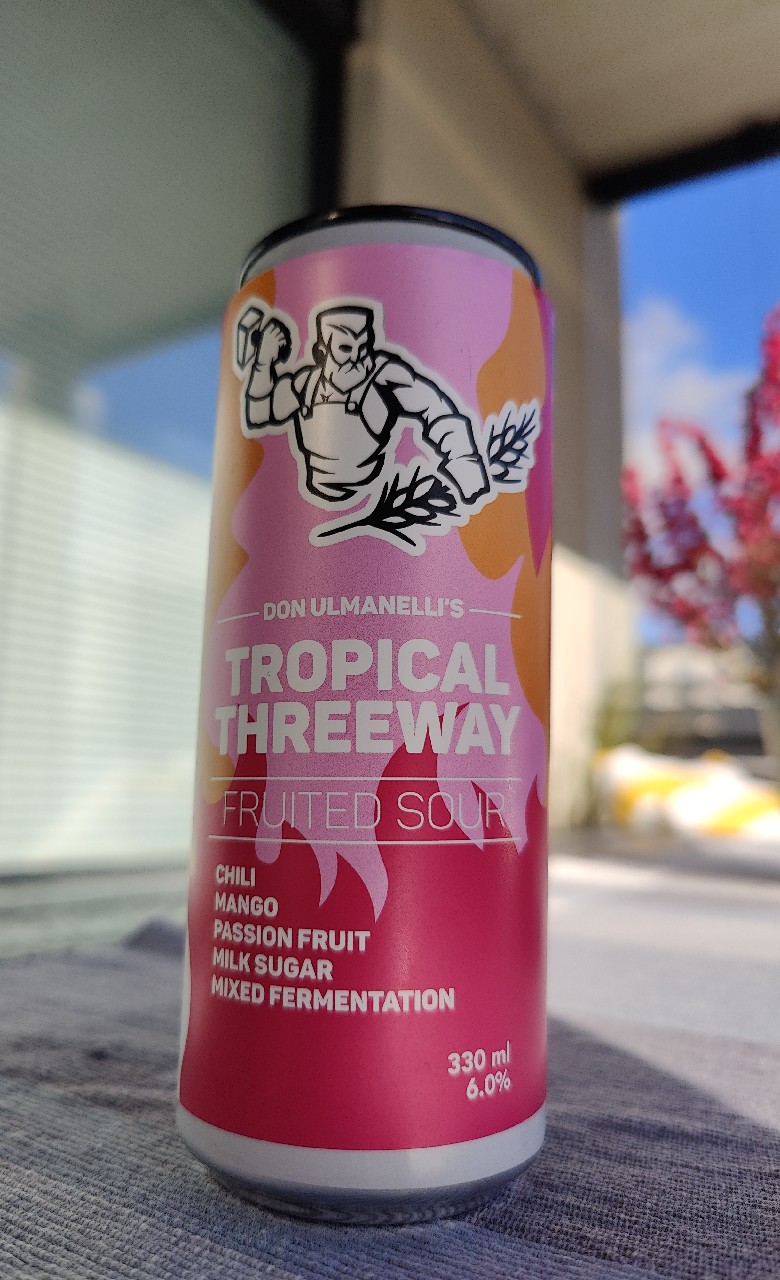 DON ULMANELLI'S
TROPICAL
THREEWAY
FRUITED SOUR
CHILI
MANGO
PASSION FRUIT
MILK SUGAR
MIXED FERMENTATION
330 ml
6.0%